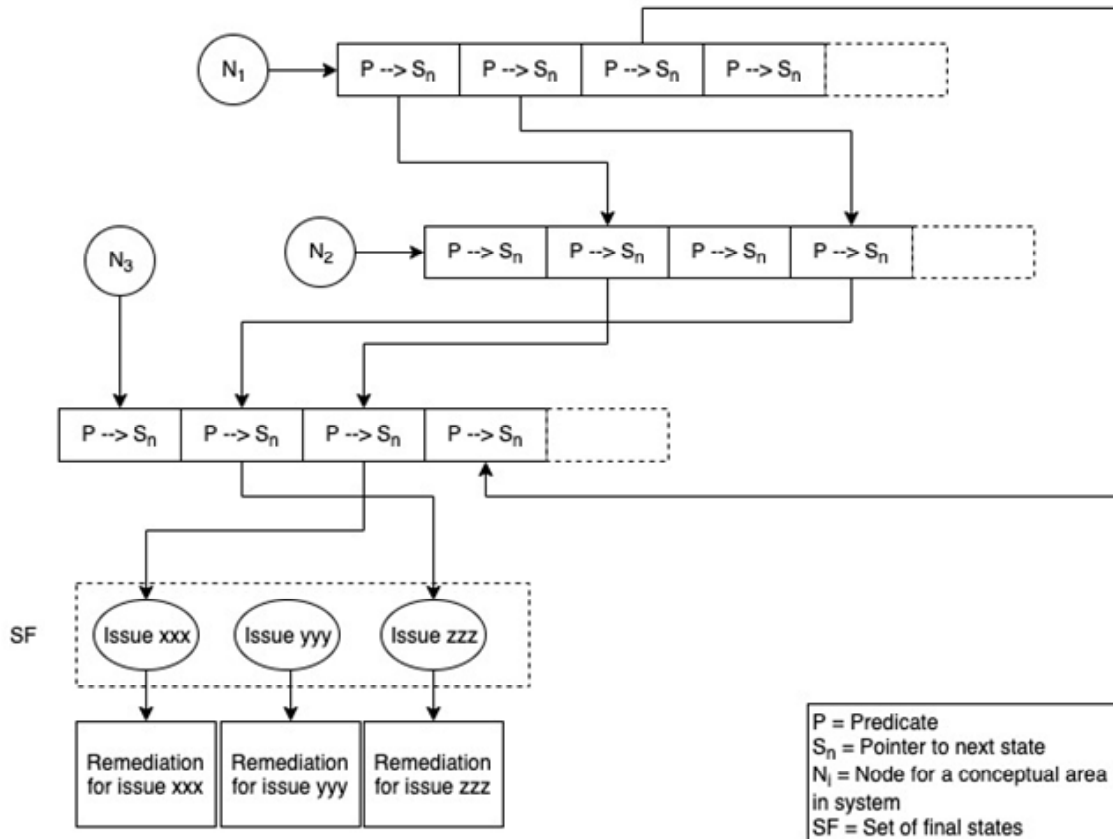 N1
P --> Sn P --> Sn P --> Sn P --> Sn
N3
N2
P --> Sn P --> Sn P --> Sn P --> Sn
P --> Sn P --> Sn P --> Sn P --> Sn
SF
Issue xxx Issue yyy Issue zzz
Remediation
for issue xxx
Remediation
for issue yyy
Remediation
for issue zzz
P = Predicate
Sn = Pointer to next state
Ni = Node for a conceptual area
in system
SF = Set of final states